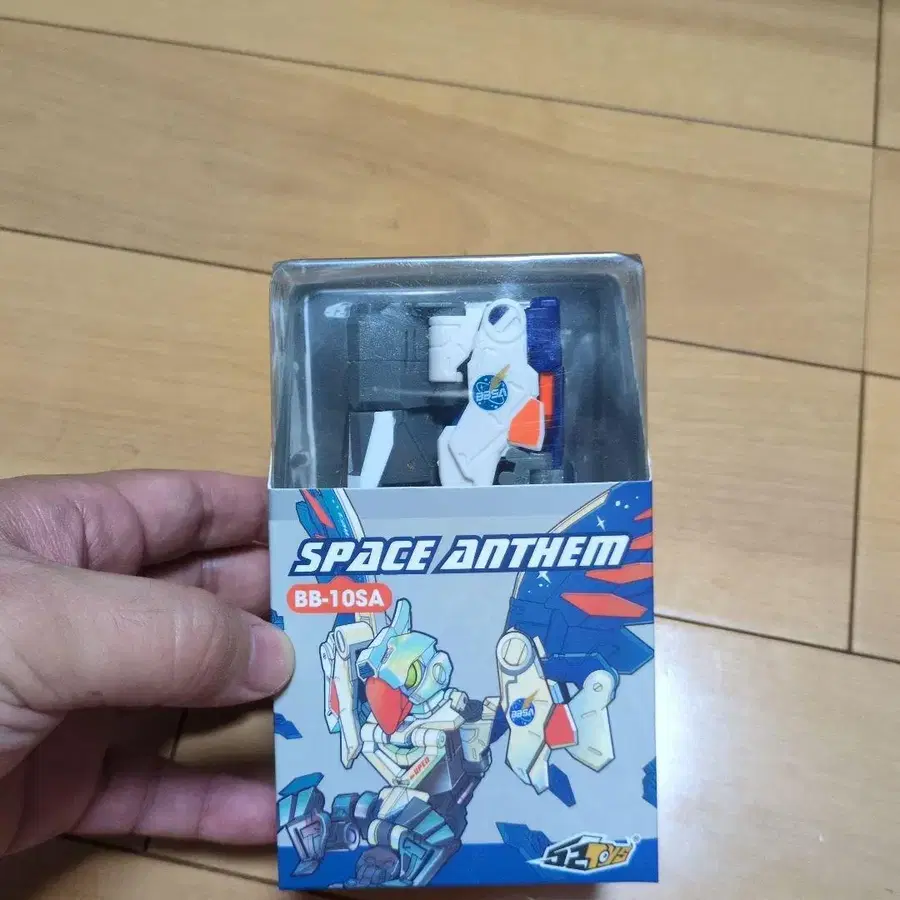 BBSA
SPACE ANTHEM
BB-10SA
52TOYS